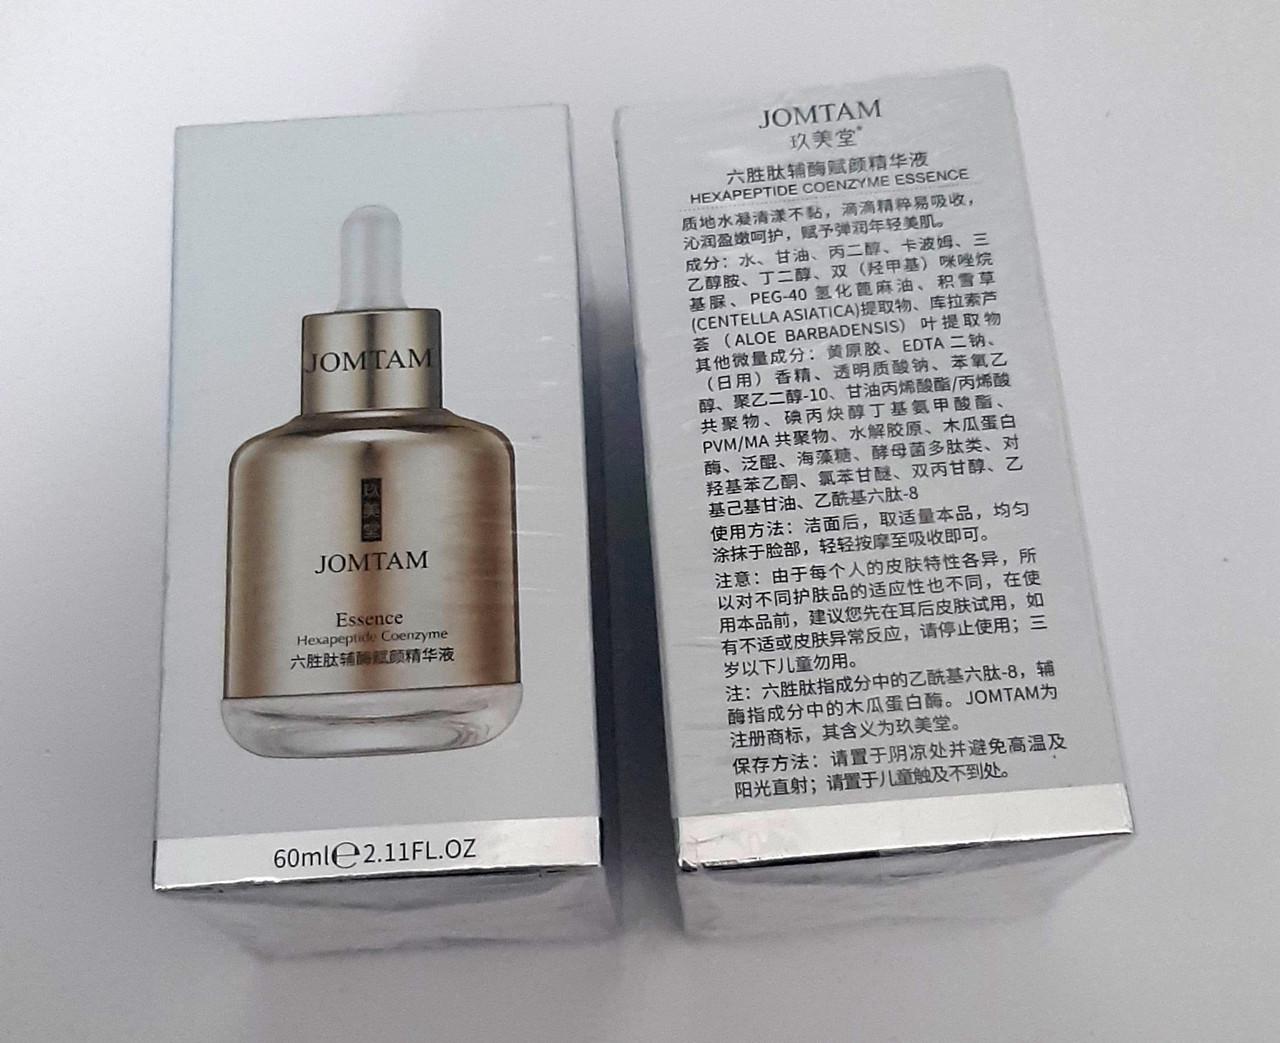 JOMTAM
玖
美
堂
JOMTAM
Essence
Hexapeptide Coenzyme
六胜肽辅酶赋颜精华液
60ml℮2.11FL.OZ
JOMTAM
玖美堂®
六胜肽辅酶赋颜精华液
HEXAPEPTIDE COENZYME ESSENCE
质地水凝清漾不黏，滴滴精粹易吸收，
沁润盈嫩呵护，赋予弹润年轻美肌。
成分：水、甘油、丙二醇、卡波姆、三
乙醇胺、丁二醇、双（羟甲基）咪唑烷
基脲、PEG-40 氢化蓖麻油、积雪草
(CENTELLA ASIATICA)提取物、库拉索芦
荟（ALOE BARBADENSIS）叶提取物
其他微量成分：黄原胶、EDTA 二钠、
（日用）香精、透明质酸钠、苯氧乙
醇、聚乙二醇-10、甘油丙烯酸酯/丙烯酸
共聚物、碘丙炔醇丁基氨甲酸酯、
PVM/MA 共聚物、水解胶原、木瓜蛋白
酶、泛醌、海藻糖、酵母菌多肽类、对
羟基苯乙酮、氯苯甘醚、双丙甘醇、乙
基己基甘油、乙酰基六肽-8
使用方法：洁面后，取适量本品，均匀
涂抹于脸部，轻轻按摩至吸收即可。
注意：由于每个人的皮肤特性各异，所
以对不同护肤品的适应性也不同，在使
用本品前，建议您先在耳后皮肤试用，如
有不适或皮肤异常反应，请停止使用；三
岁以下儿童勿用。
注：六胜肽指成分中的乙酰基六肽-8，辅
酶指成分中的木瓜蛋白酶。JOMTAM为
注册商标，其含义为玖美堂。
保存方法：请置于阴凉处并避免高温及
阳光直射；请置于儿童触及不到处。